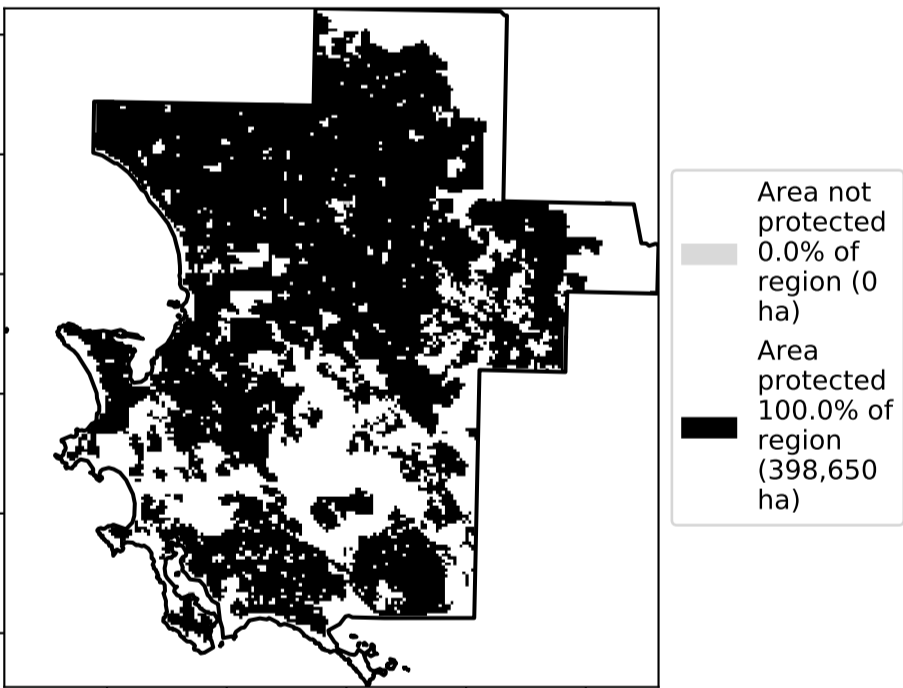 Area not
protected
0.0% of
region (0
ha)
Area
protected
100.0% of
region
(398,650
ha)